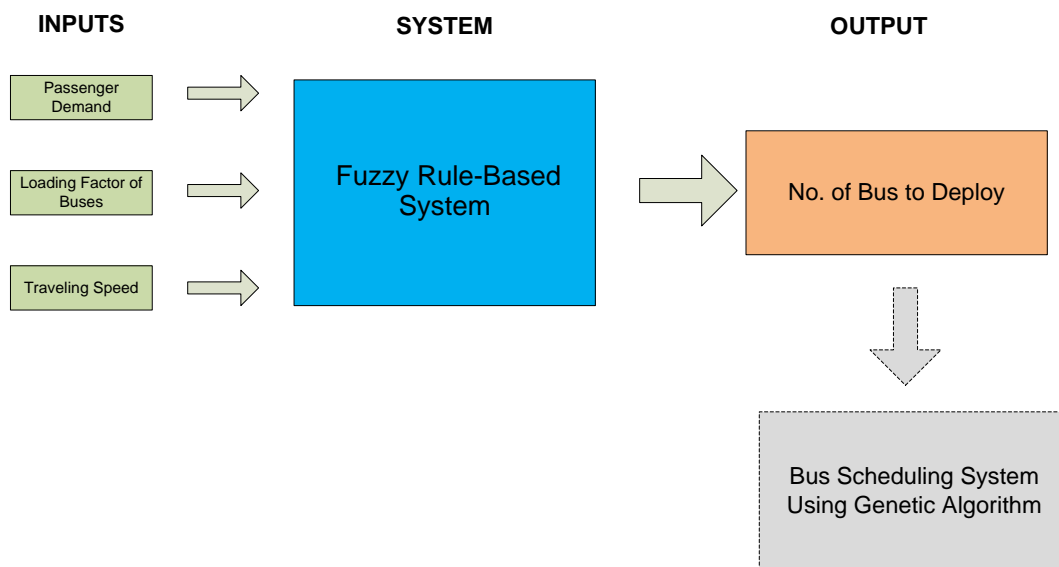 INPUTS
SYSTEM
OUTPUT
Passenger
Demand
Loading Factor of
Buses
Traveling Speed
Fuzzy Rule-Based
System
No. of Bus to Deploy
Bus Scheduling System
Using Genetic Algorithm